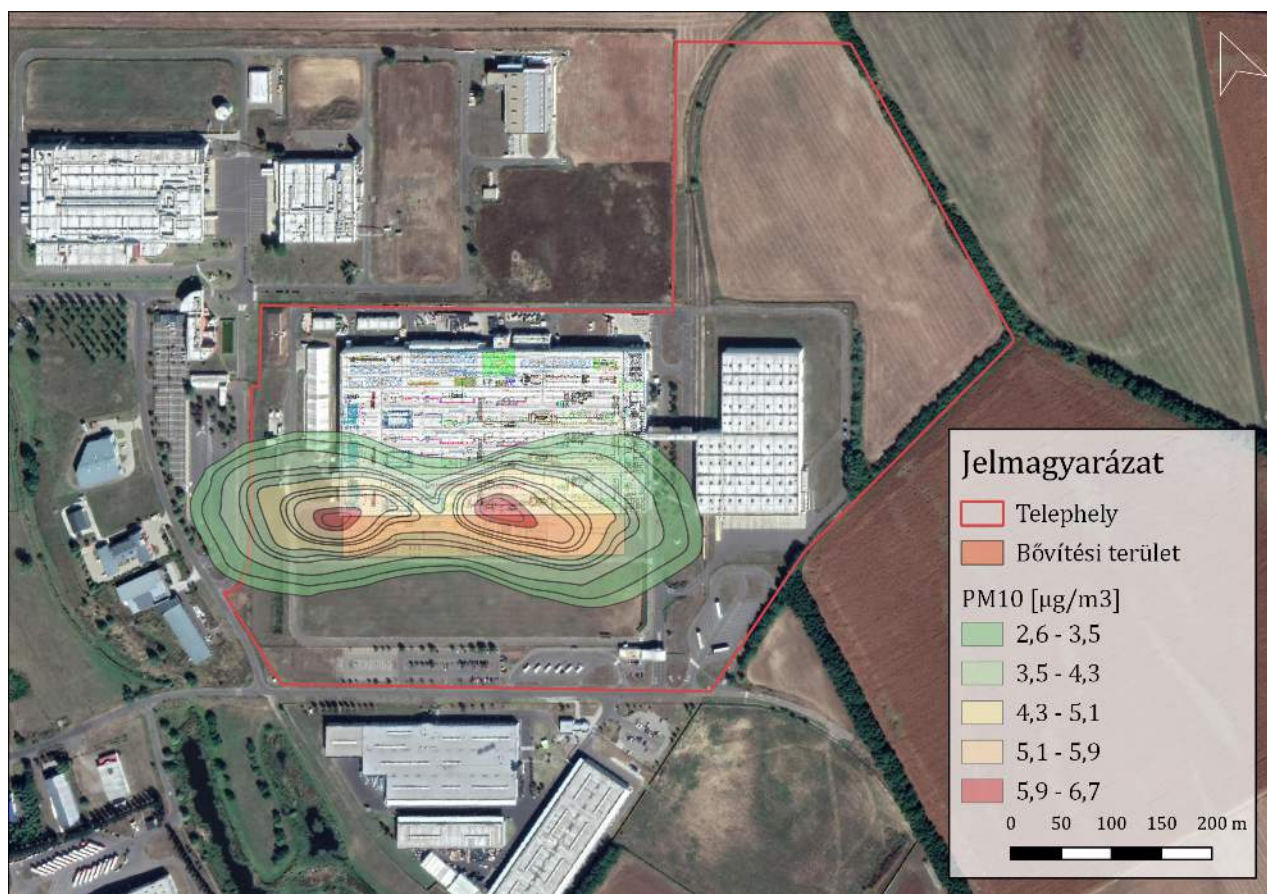 Jelmagyarázat
Telephely
Bővítési terület
PM10 [µg/m3]
2,6 - 3,5
3,5 - 4,3
4,3 - 5,1
5,1 - 5,9
5,9 - 6,7
0 50 100 150 200 m